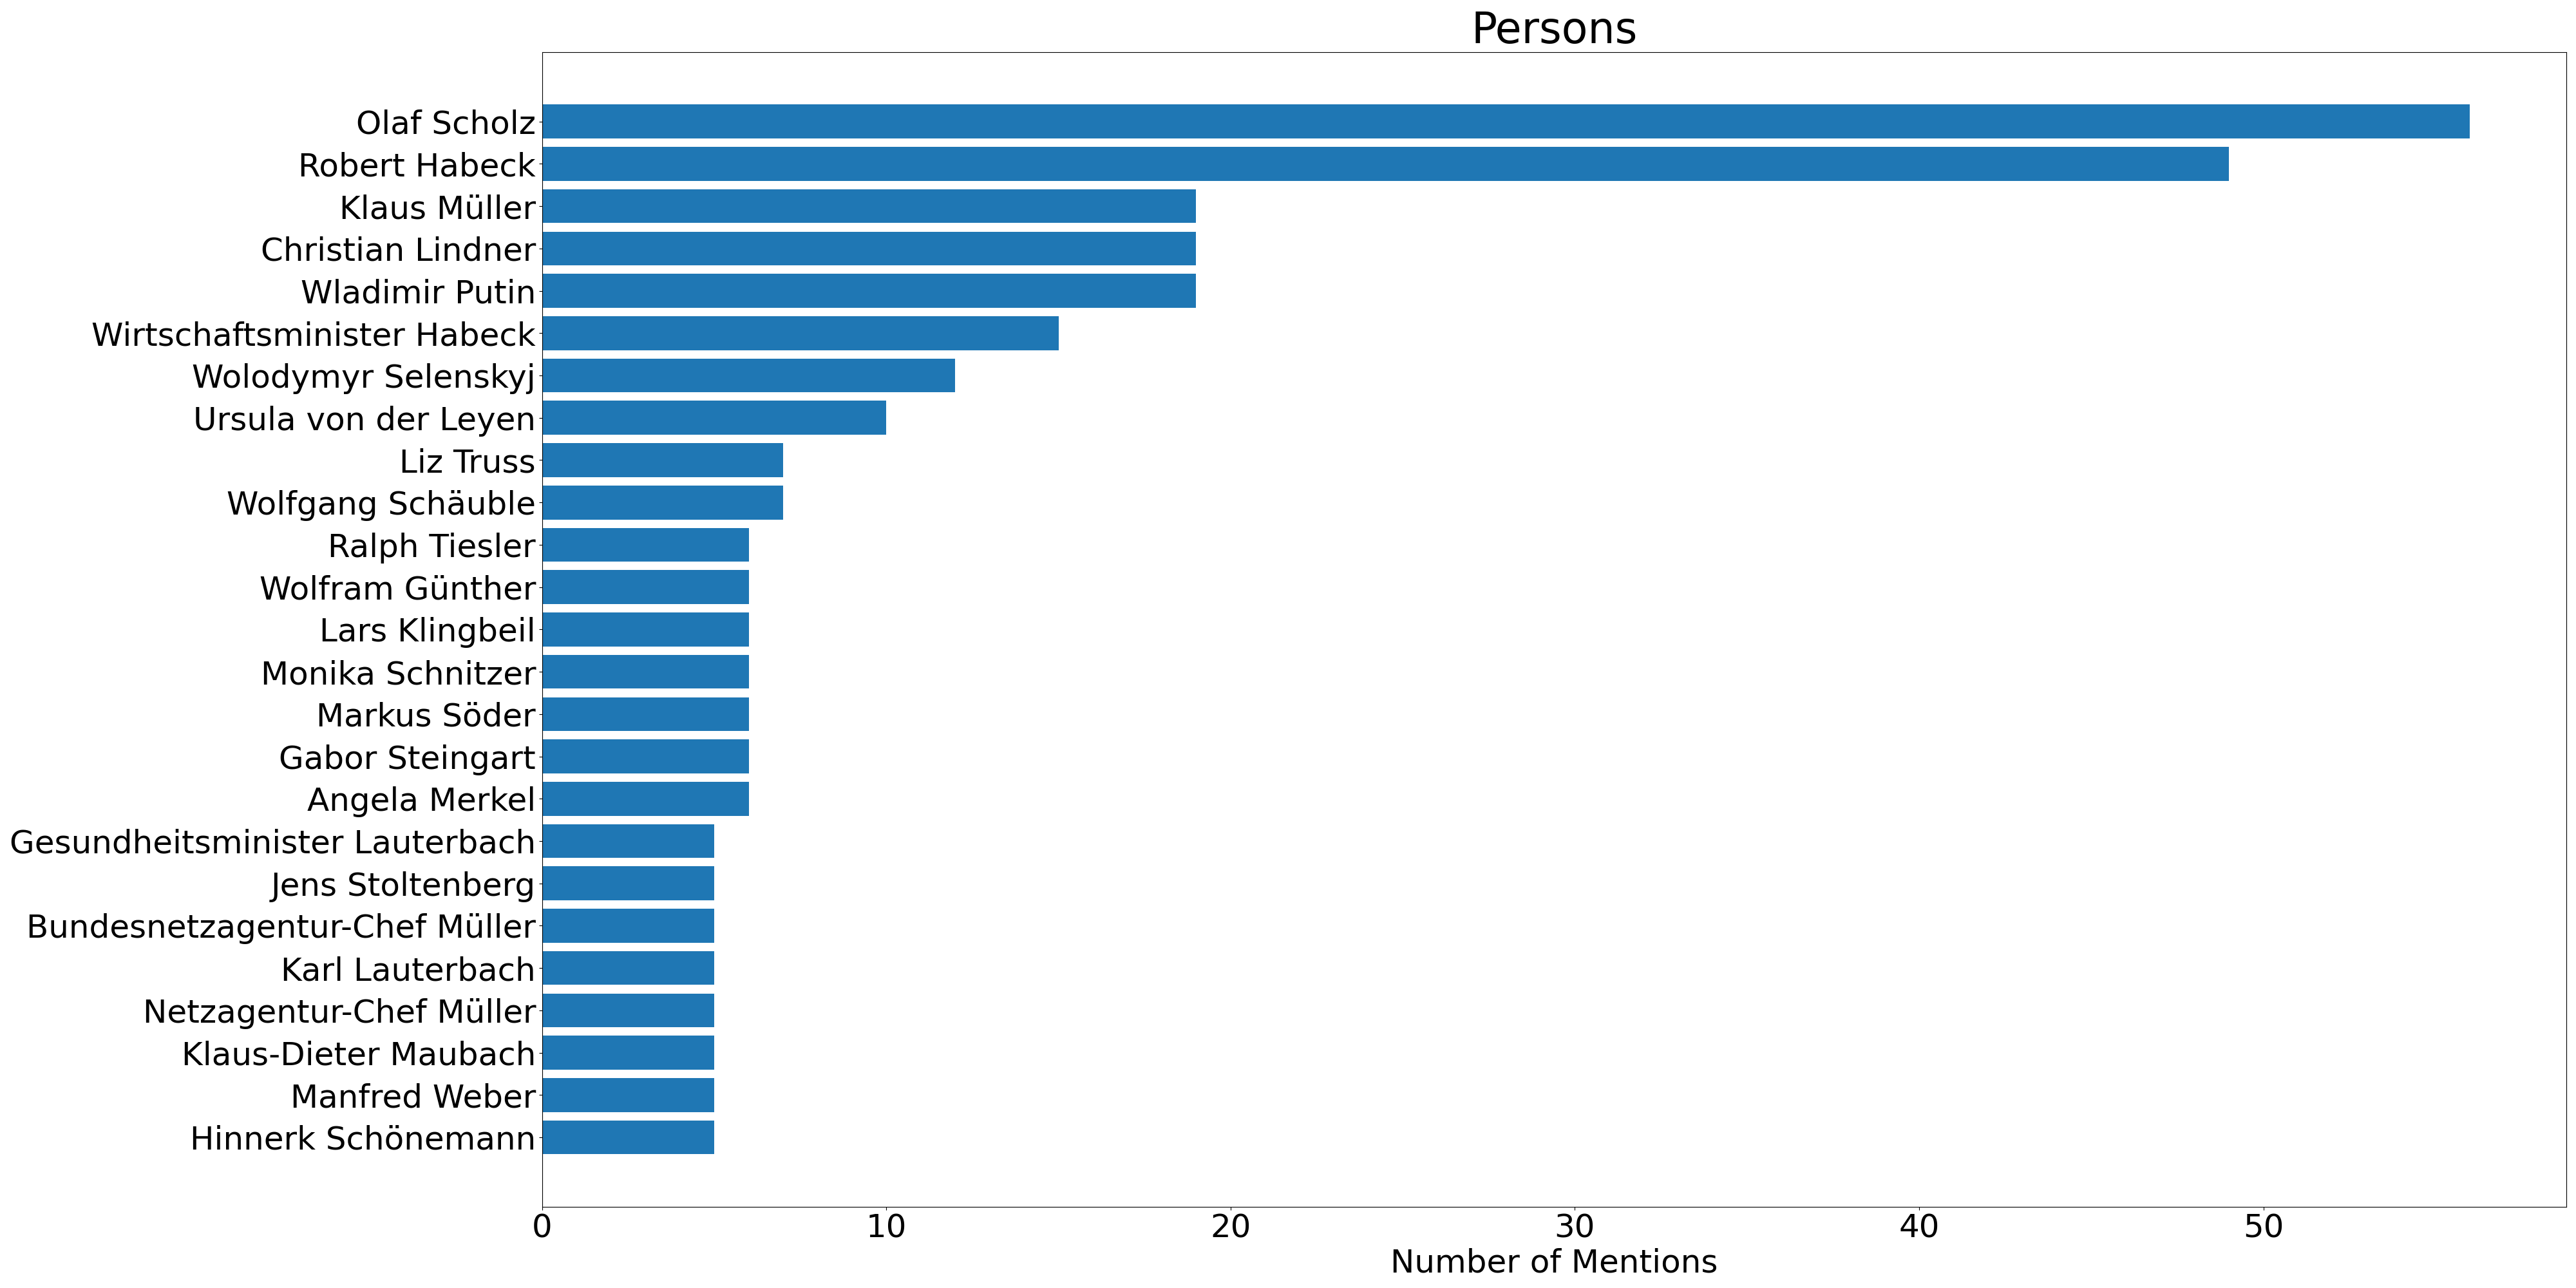 Persons
Olaf Scholz
Robert Habeck
Klaus Müller
Christian Lindner
Wladimir Putin
Wirtschaftsminister Habeck
Wolodymyr Selenskyj
Ursula von der Leyen
Liz Truss
Wolfgang Schäuble
Ralph Tiesler
Wolfram Günther
Lars Klingbeil
Monika Schnitzer
Markus Söder
Gabor Steingart
Angela Merkel
Gesundheitsminister Lauterbach
Jens Stoltenberg
Bundesnetzagentur-Chef Müller
Karl Lauterbach
Netzagentur-Chef Müller
Klaus-Dieter Maubach
Manfred Weber
Hinnerk Schönemann
0 10 20 30 40 50
Number of Mentions